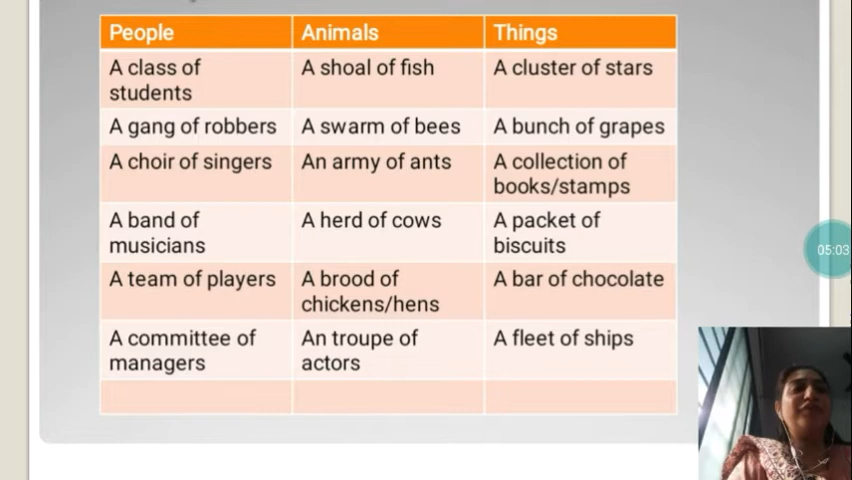 People
Animals
Things
A class of
students
A shoal of fish
A cluster of stars
A gang of robbers
A swarm of bees
A bunch of grapes
A choir of singers
An army of ants
A collection of
books/stamps
A band of
musicians
A herd of cows
A packet of
biscuits
A team of players
A brood of
chickens/hens
A bar of chocolate
A committee of
managers
An troupe of
actors
A fleet of ships
05:03